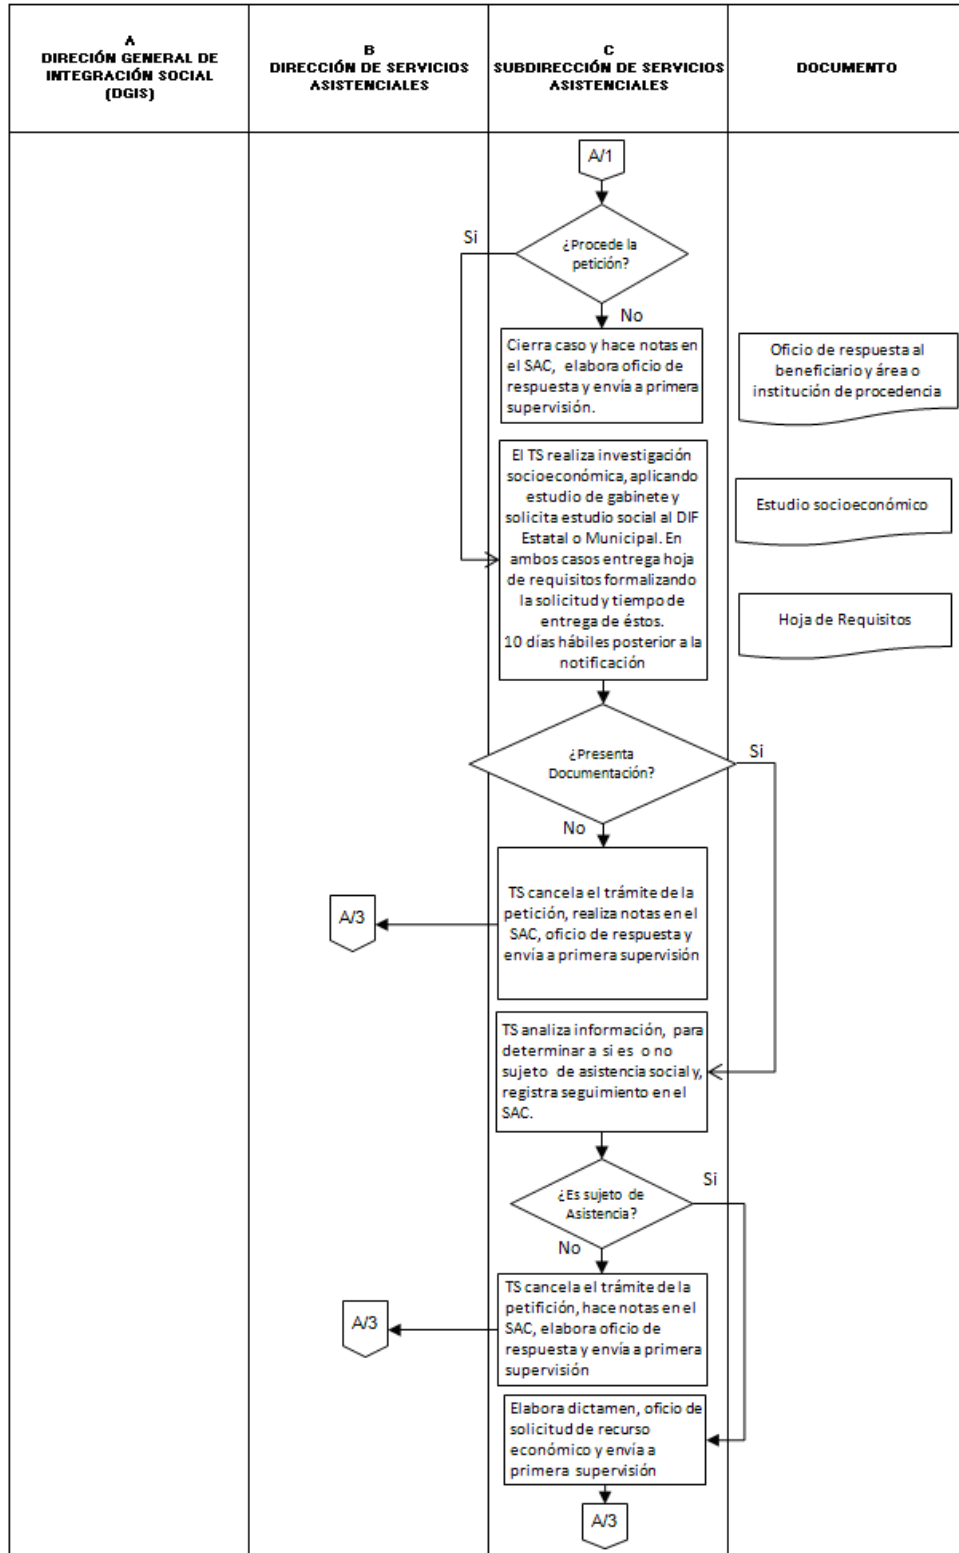 A
DIRECIÓN GENERAL DE
INTEGRACIÓN SOCIAL
(DGIS)
B
DIRECCIÓN DE SERVICIOS
ASISTENCIALES
C
SUBDIRECCIÓN DE SERVICIOS
ASISTENCIALES
DOCUMENTO
A/1
¿Procede la
petición?
Si
No
Cierra caso y hace notas en
el SAC, elabora oficio de
respuesta y envía a primera
supervisión.
Oficio de respuesta al
beneficiario y área o
institución de procedencia
El TS realiza investigación
socioeconómica, aplicando
estudio de gabinete y
solicita estudio social al DIF
Estatal o Municipal. En
ambos casos entrega hoja
de requisitos formalizando
la solicitud y tiempo de
entrega de éstos.
10 días hábiles posterior a la
notificación
Estudio socioeconómico
Hoja de Requisitos
¿Presenta
Documentación?
Si
No
TS cancela el trámite de la
petición, realiza notas en el
SAC, oficio de respuesta y
envía a primera supervisión
A/3
TS analiza información, para
determinar a si es o no
sujeto de asistencia social y,
registra seguimiento en el
SAC.
¿Es sujeto de
Asistencia?
Si
No
TS cancela el trámite de la
petifición, hace notas en el
SAC, elabora oficio de
respuesta y envía a primera
supervisión
A/3
Elabora dictamen, oficio de
solicitud de recurso
económico y envía a
primera supervisión
A/3